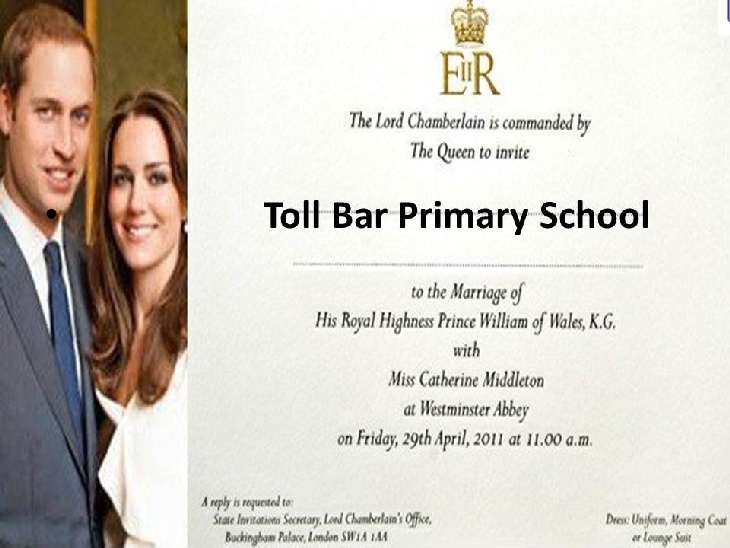 EIIR
The Lord Chamberlain is commanded by
The Queen to invite
Toll Bar Primary School
to the Marriage of
His Royal Highness Prince William of Wales, K.G.
with
Miss Catherine Middleton
at Westminster Abbey
on Friday, 29th April, 2011 at 11.00 a.m.
A reply is requested to:
State Invitations Secretary, Lord Chamberlain's Office,
Buckingham Palace, London SW1A 1AA
Dress: Uniform, Morning Coat
or Lounge Suit